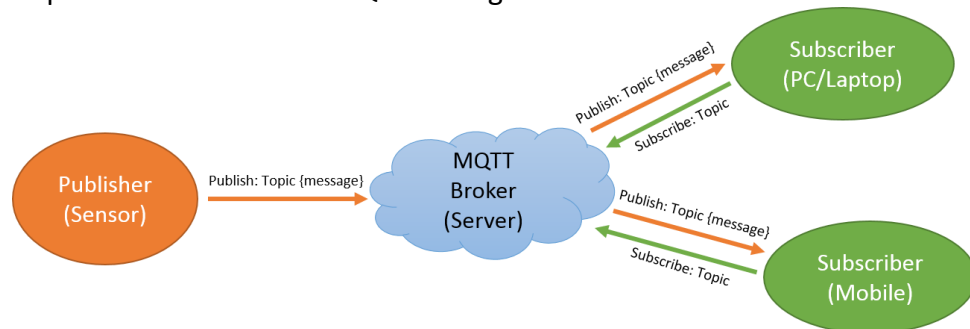 Publisher
(Sensor)
Publish: Topic {message}
MQTT
Broker
(Server)
Publish: Topic {message}
Subscribe: Topic
Subscriber
(PC/Laptop)
Publish: Topic {message}
Subscribe: Topic
Subscriber
(Mobile)